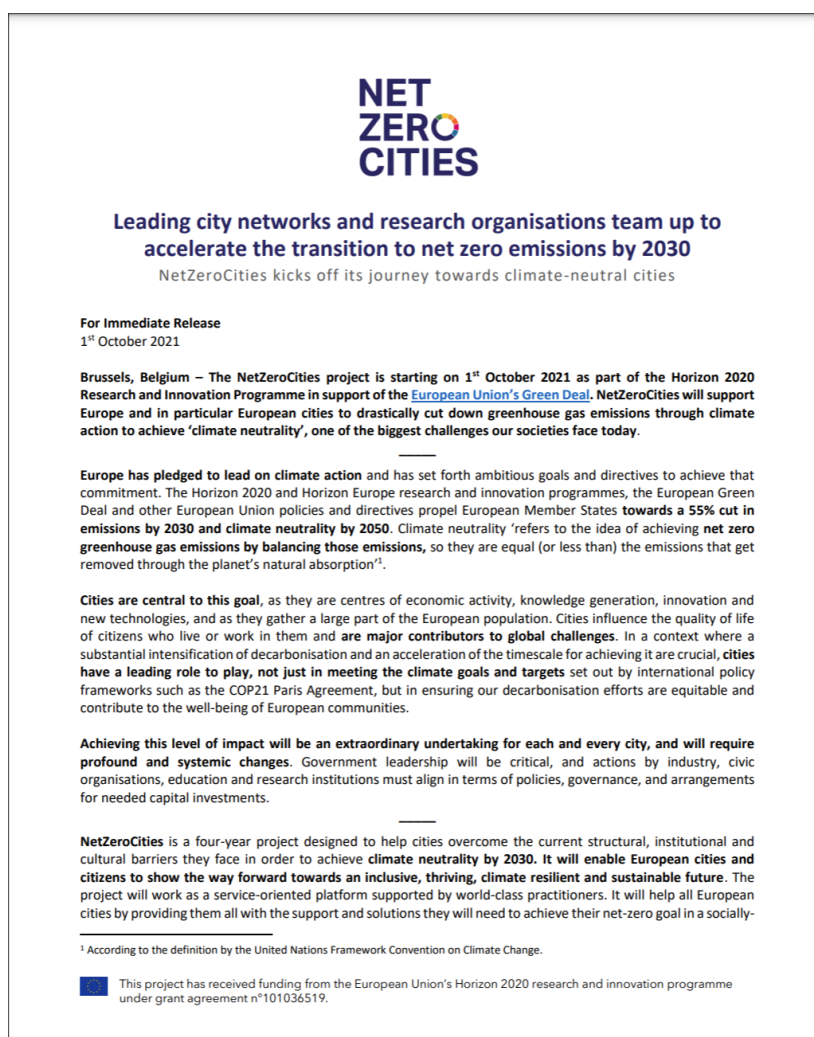 NET
ZERO
CITIES
Leading city networks and research organisations team up to
accelerate the transition to net zero emissions by 2030
NetZeroCities kicks off its journey towards climate-neutral cities
For Immediate Release
1st October 2021
Brussels, Belgium – The NetZeroCities project is starting on 1st October 2021 as part of the Horizon 2020
Research and Innovation Programme in support of the European Union's Green Deal. NetZeroCities will support
Europe and in particular European cities to drastically cut down greenhouse gas emissions through climate
action to achieve 'climate neutrality', one of the biggest challenges our societies face today.
Europe has pledged to lead on climate action and has set forth ambitious goals and directives to achieve that
commitment. The Horizon 2020 and Horizon Europe research and innovation programmes, the European Green
Deal and other European Union policies and directives propel European Member States towards a 55% cut in
emissions by 2030 and climate neutrality by 2050. Climate neutrality 'refers to the idea of achieving net zero
greenhouse gas emissions by balancing those emissions, so they are equal (or less than) the emissions that get
removed through the planet's natural absorption'1.
Cities are central to this goal, as they are centres of economic activity, knowledge generation, innovation and
new technologies, and as they gather a large part of the European population. Cities influence the quality of life
of citizens who live or work in them and are major contributors to global challenges. In a context where a
substantial intensification of decarbonisation and an acceleration of the timescale for achieving it are crucial, cities
have a leading role to play, not just in meeting the climate goals and targets set out by international policy
frameworks such as the COP21 Paris Agreement, but in ensuring our decarbonisation efforts are equitable and
contribute to the well-being of European communities.
Achieving this level of impact will be an extraordinary undertaking for each and every city, and will require
profound and systemic changes. Government leadership will be critical, and actions by industry, civic
organisations, education and research institutions must align in terms of policies, governance, and arrangements
for needed capital investments.
NetZeroCities is a four-year project designed to help cities overcome the current structural, institutional and
cultural barriers they face in order to achieve climate neutrality by 2030. It will enable European cities and
citizens to show the way forward towards an inclusive, thriving, climate resilient and sustainable future. The
project will work as a service-oriented platform supported by world-class practitioners. It will help all European
cities by providing them all with the support and solutions they will need to achieve their net-zero goal in a socially-
1 According to the definition by the United Nations Framework Convention on Climate Change.
This project has received funding from the European Union's Horizon 2020 research and innovation programme
under grant agreement n°101036519.